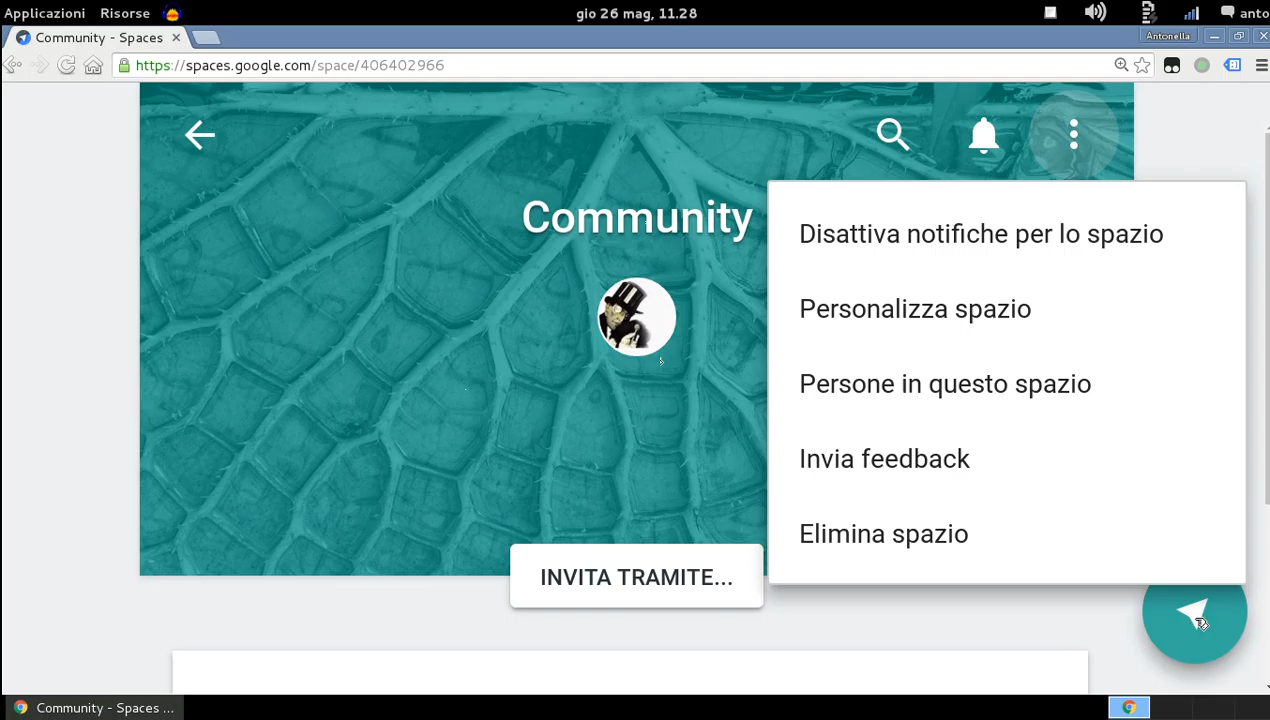 Applicazioni Risorse gio 26 mag, 11.28 anto
Community - Spaces Antonella
https://spaces.google.com/space/406402966
Community
Disattiva notifiche per lo spazio
Personalizza spazio
Persone in questo spazio
Invia feedback
Elimina spazio
INVITA TRAMITE...
Community - Spaces ...